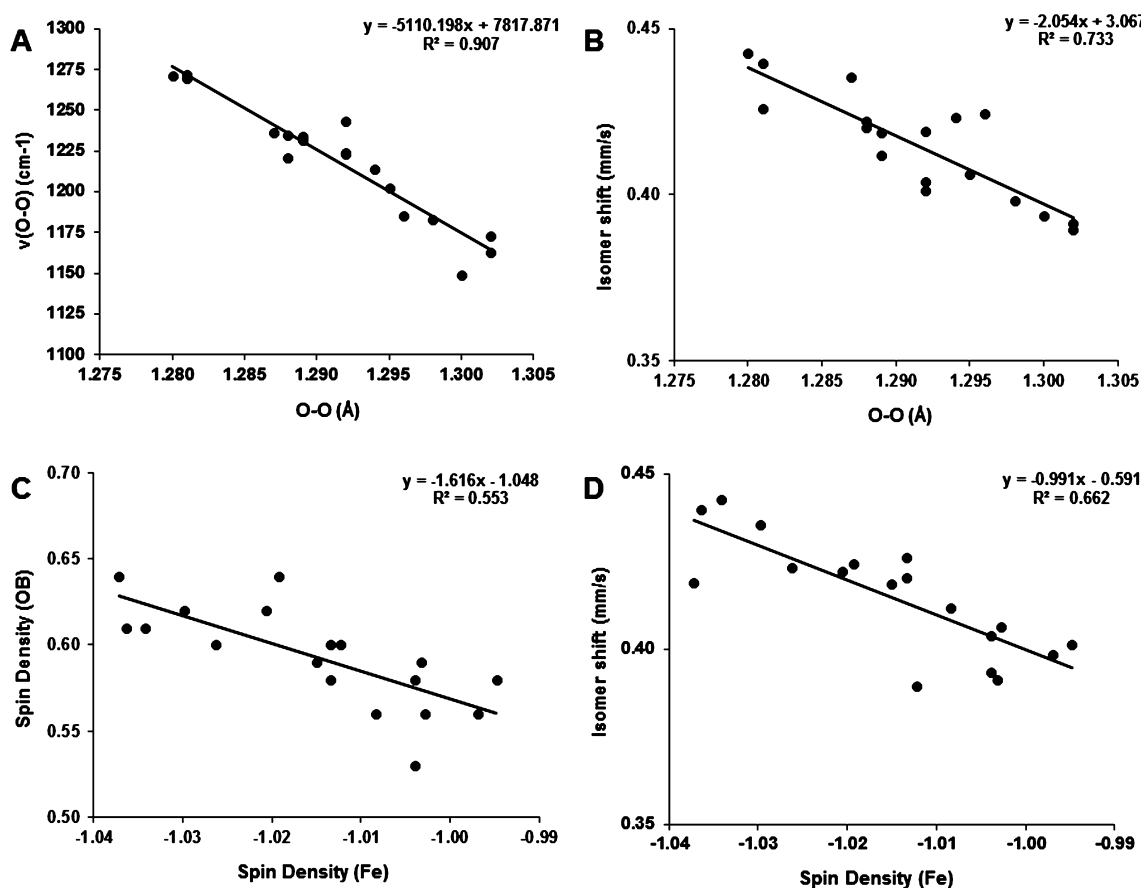 A
y = -5110.198x + 7817.871
R² = 0.907
ν(O-O) (cm-1)
1300
1275
1250
1225
1200
1175
1150
1125
1100
1.275 1.280 1.285 1.290 1.295 1.300 1.305
O-O (Å)
B
y = -2.054x + 3.067
R² = 0.733
Isomer shift (mm/s)
0.45
0.40
0.35
1.275 1.280 1.285 1.290 1.295 1.300 1.305
O-O (Å)
C
y = -1.616x - 1.048
R² = 0.553
Spin Density (OB)
0.70
0.65
0.60
0.55
0.50
-1.04 -1.03 -1.02 -1.01 -1.00 -0.99
Spin Density (Fe)
D
y = -0.991x - 0.591
R² = 0.662
Isomer shift (mm/s)
0.45
0.40
0.35
-1.04 -1.03 -1.02 -1.01 -1.00 -0.99
Spin Density (Fe)